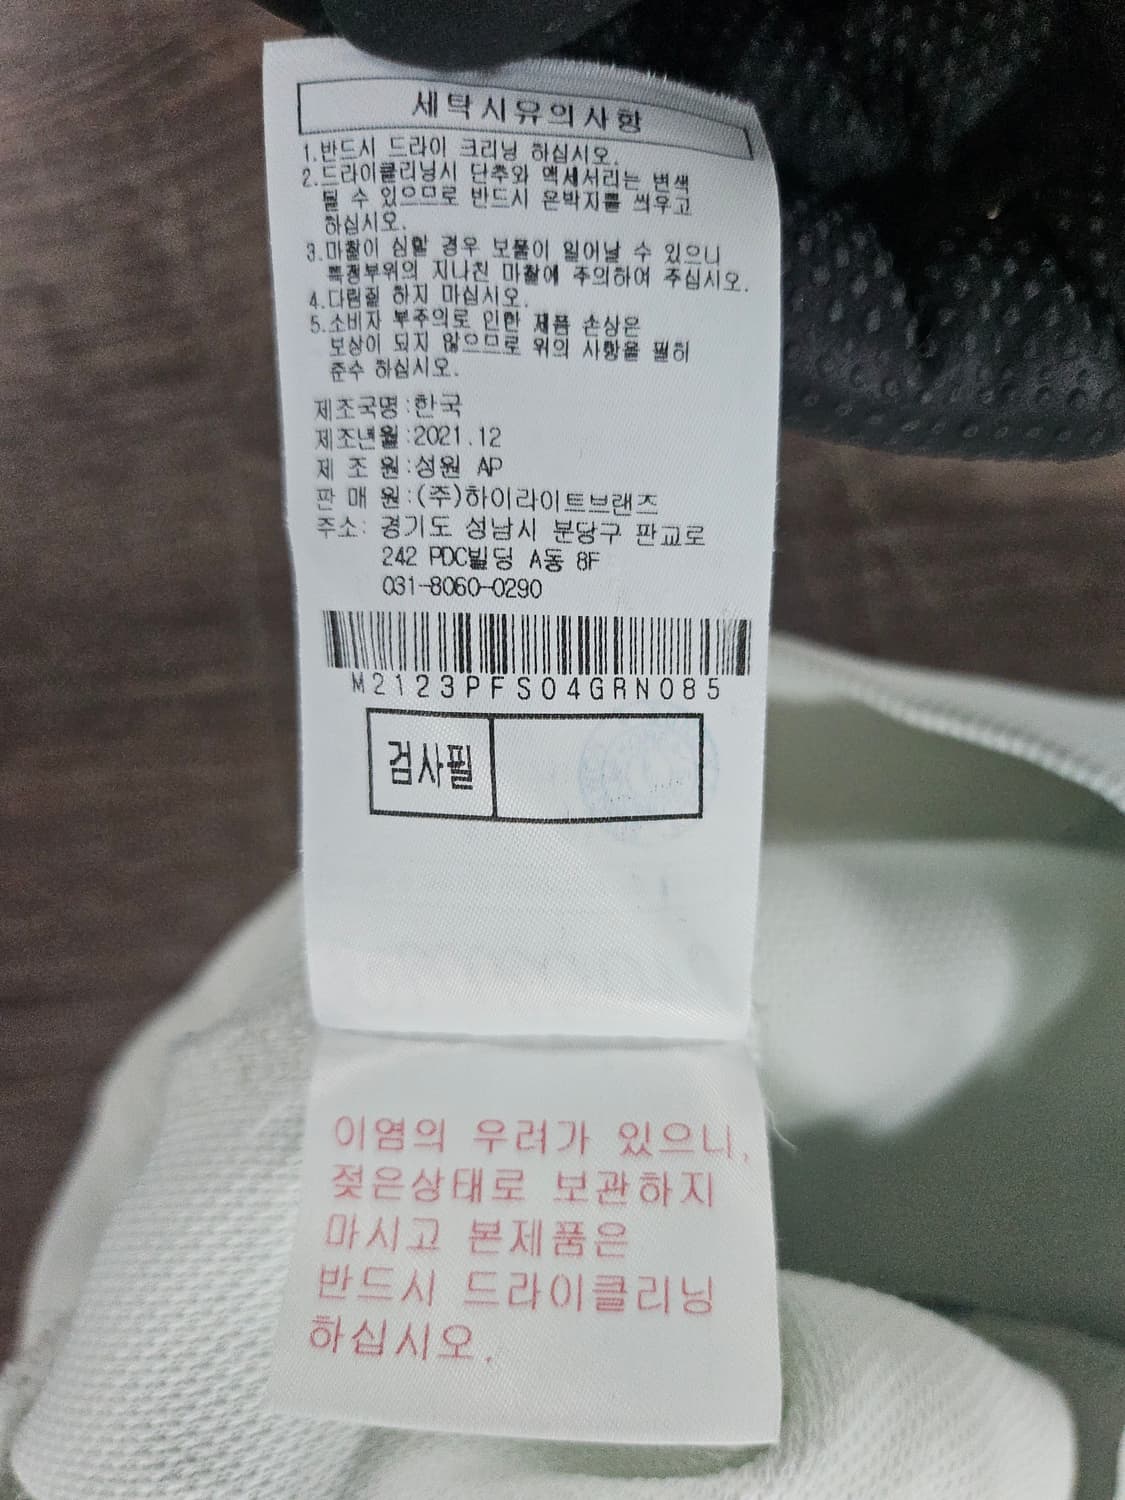 세탁시유의사항
1.반드시 드라이 크리닝 하십시오.
2.드라이클리닝시 단추와 액세서리는 변색
될 수 있으므로 반드시 은박지를 씌우고
하십시오.
3.마찰이 심할 경우 보풀이 일어날 수 있으니
특정부위의 지나친 마찰에 주의하여 주십시오.
4.다림질 하지 마십시오.
5.소비자 부주의로 인한 제품 손상은
보상이 되지 않으므로 위의 사항을 필히
준수 하십시오.
제조국명:한국
제조년월:2021.12
제 조 원:성원 AP
판 매 원:(주)하이라이트브랜즈
주소: 경기도 성남시 분당구 판교로
242 PDC빌딩 A동 8F
031-8060-0290
M2123PFS04GRN085
검사필
이염의 우려가 있으니,
젖은상태로 보관하지
마시고 본제품은
반드시 드라이클리닝
하십시오.